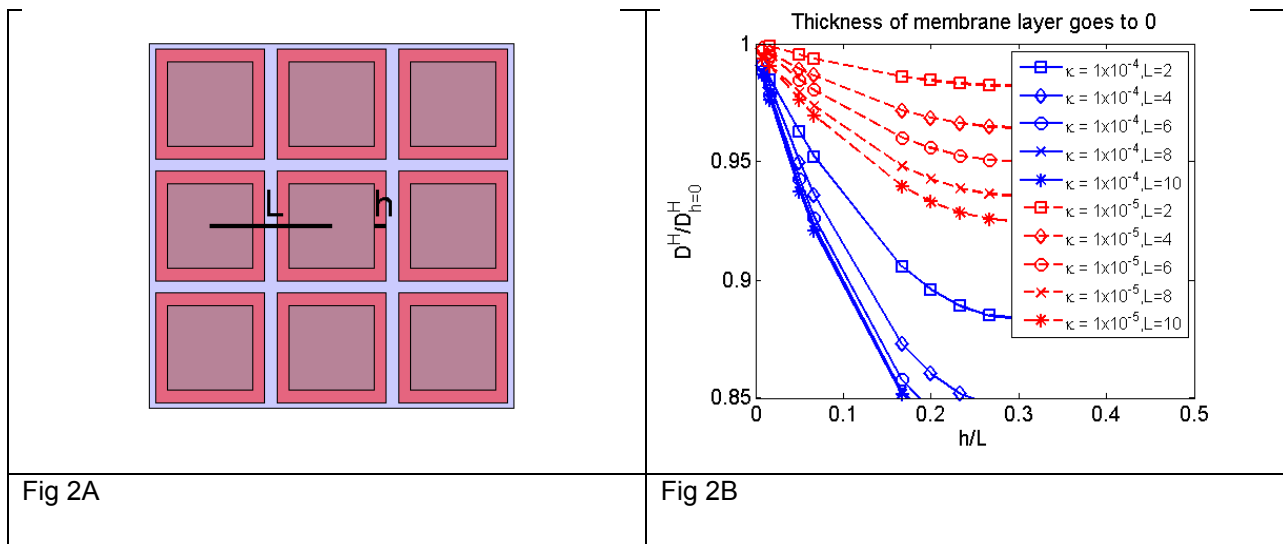 L
h
Thickness of membrane layer goes to 0
1
0.95
0.9
0.85
0
0.1
0.2
0.3
0.4
0.5
D^H/D^H_{h=0}
h/L
κ = 1x10^-4,L=2
κ = 1x10^-4,L=4
κ = 1x10^-4,L=6
κ = 1x10^-4,L=8
κ = 1x10^-4,L=10
κ = 1x10^-5,L=2
κ = 1x10^-5,L=4
κ = 1x10^-5,L=6
κ = 1x10^-5,L=8
κ = 1x10^-5,L=10
Fig 2A
Fig 2B